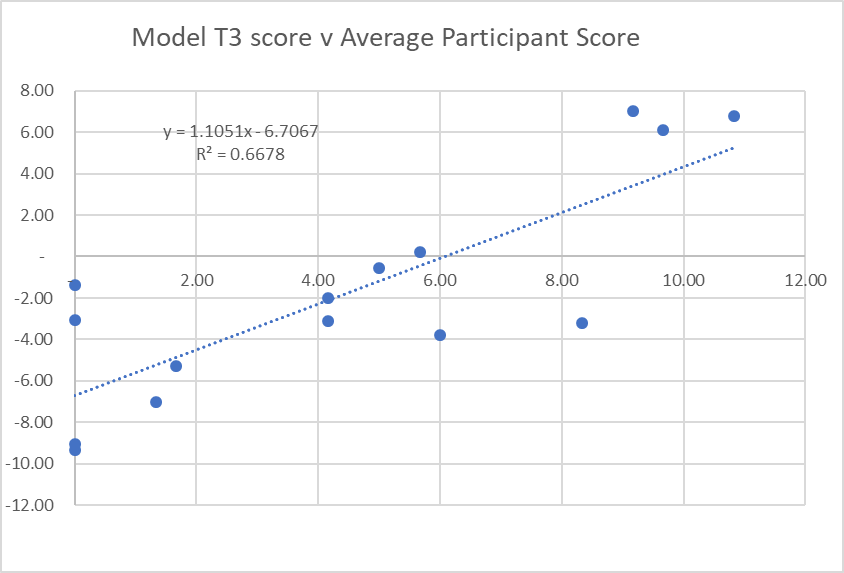 Model T3 score v Average Participant Score
8.00
y = 1.1051x - 6.7067
R² = 0.6678
6.00
4.00
2.00
-
- 2.00 4.00 6.00 8.00 10.00 12.00
-2.00
-4.00
-6.00
-8.00
-10.00
-12.00